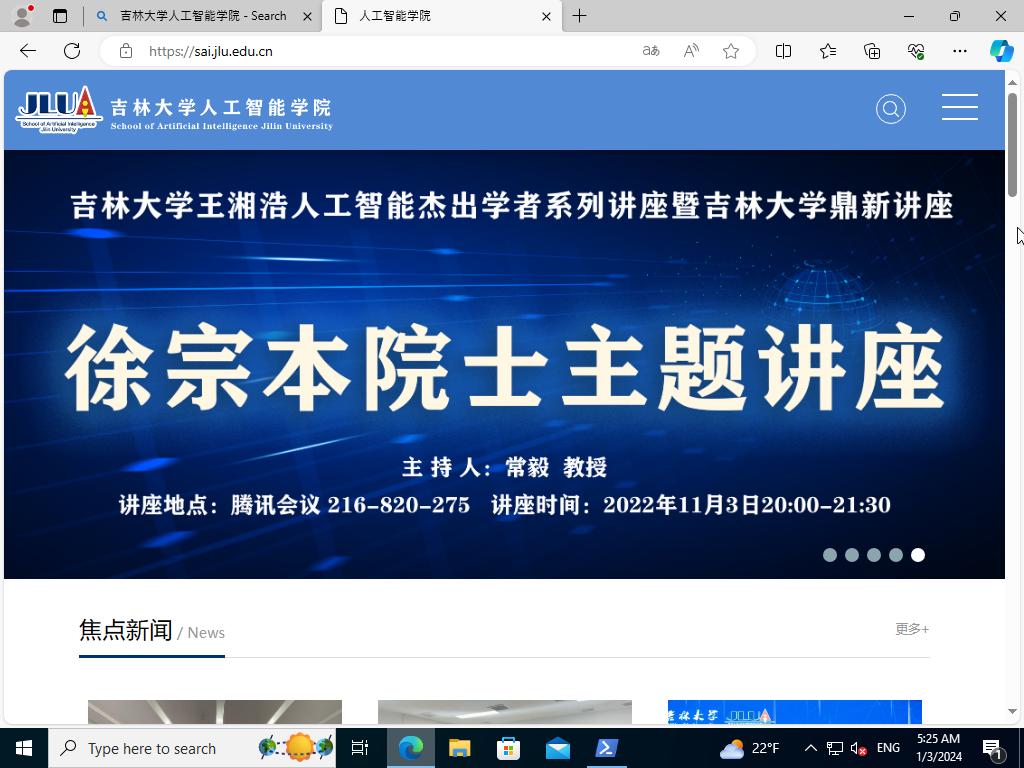 吉林大学人工智能学院 - Search
人工智能学院
https://sai.jlu.edu.cn
JLUA
School of Artificial Intelligence
Jilin University
吉林大学人工智能学院
School of Artificial Intelligence Jilin University
吉林大学王湘浩人工智能杰出学者系列讲座暨吉林大学鼎新讲座
徐宗本院士主题讲座
主 持 人：常毅 教授
讲座地点：腾讯会议 216-820-275 讲座时间：2022年11月3日20:00-21:30
焦点新闻 / News
更多+
吉林大学 JLUA
Type here to search
22°F
ENG
5:25 AM
1/3/2024
1